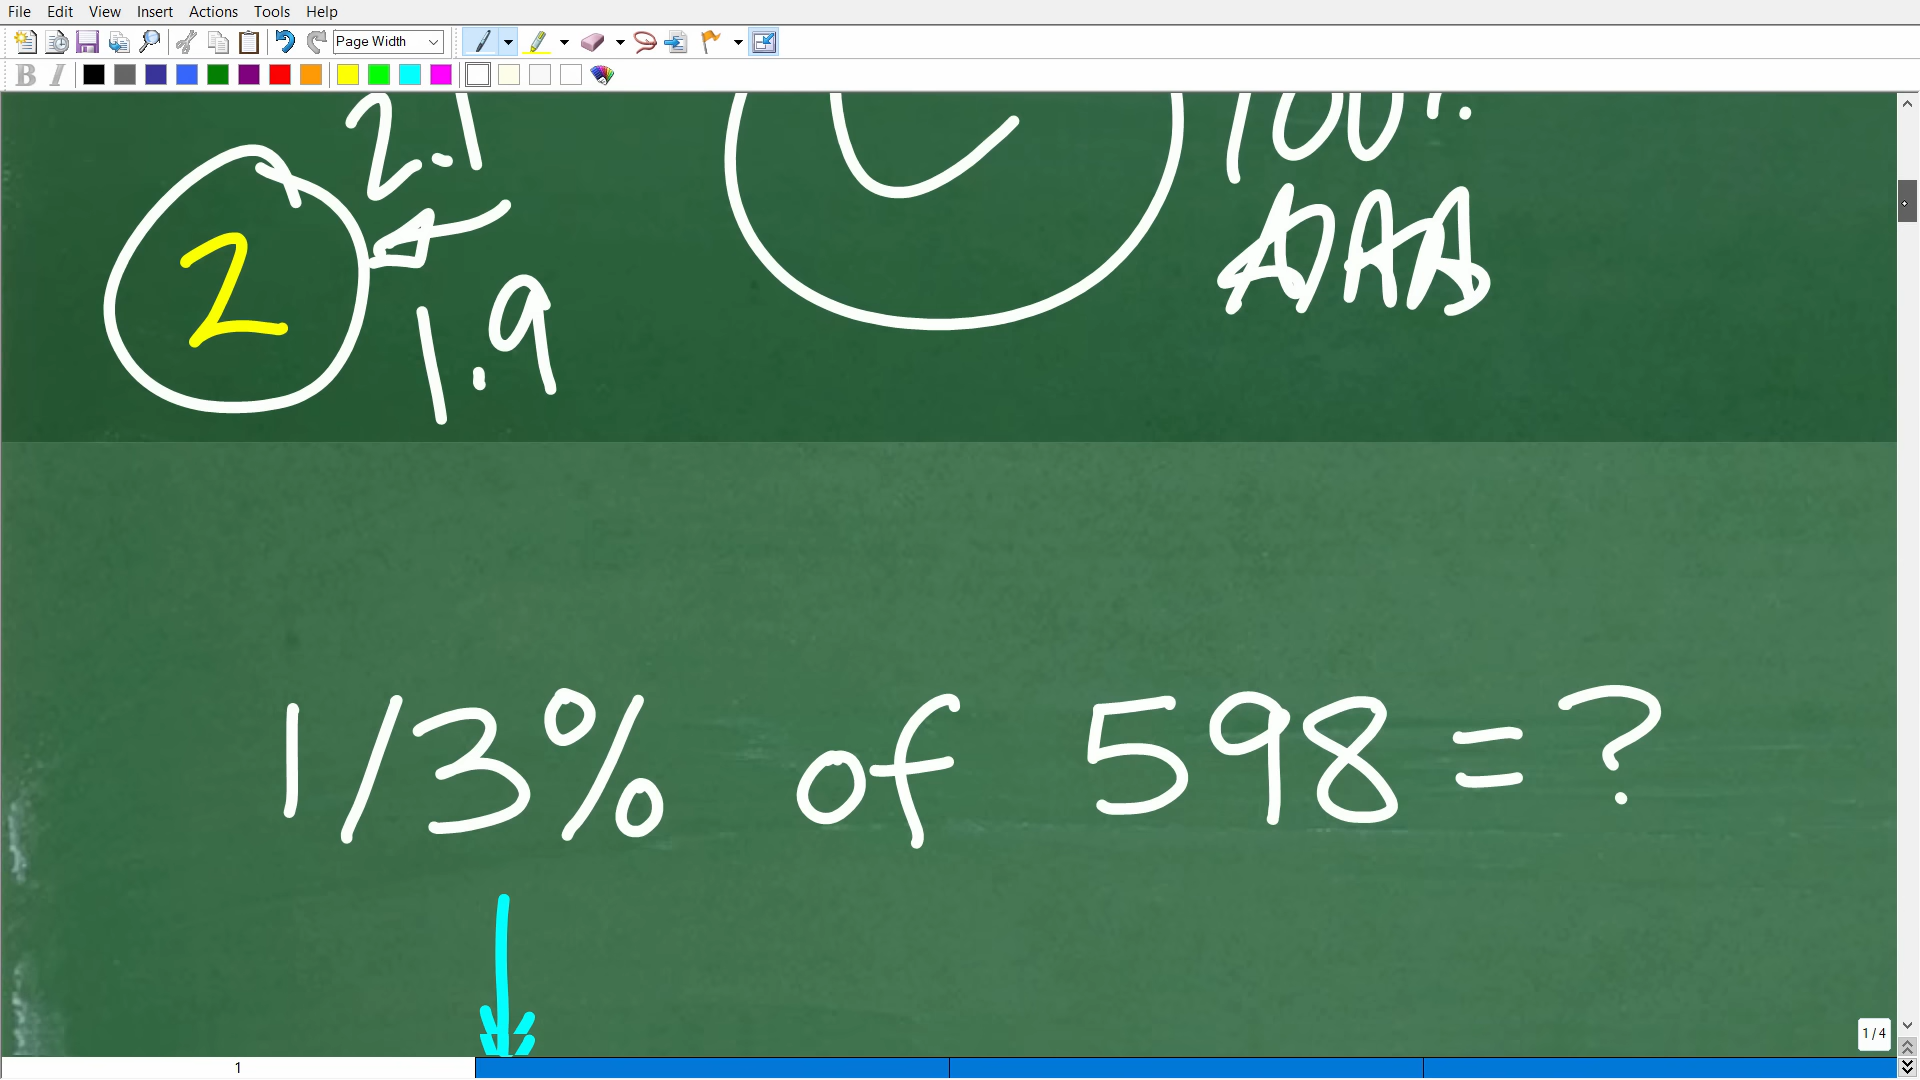 File Edit View Insert Actions Tools Help
Page Width
B I
2.1
100%
2
1.9
1/3% of 598=?
1/4
1